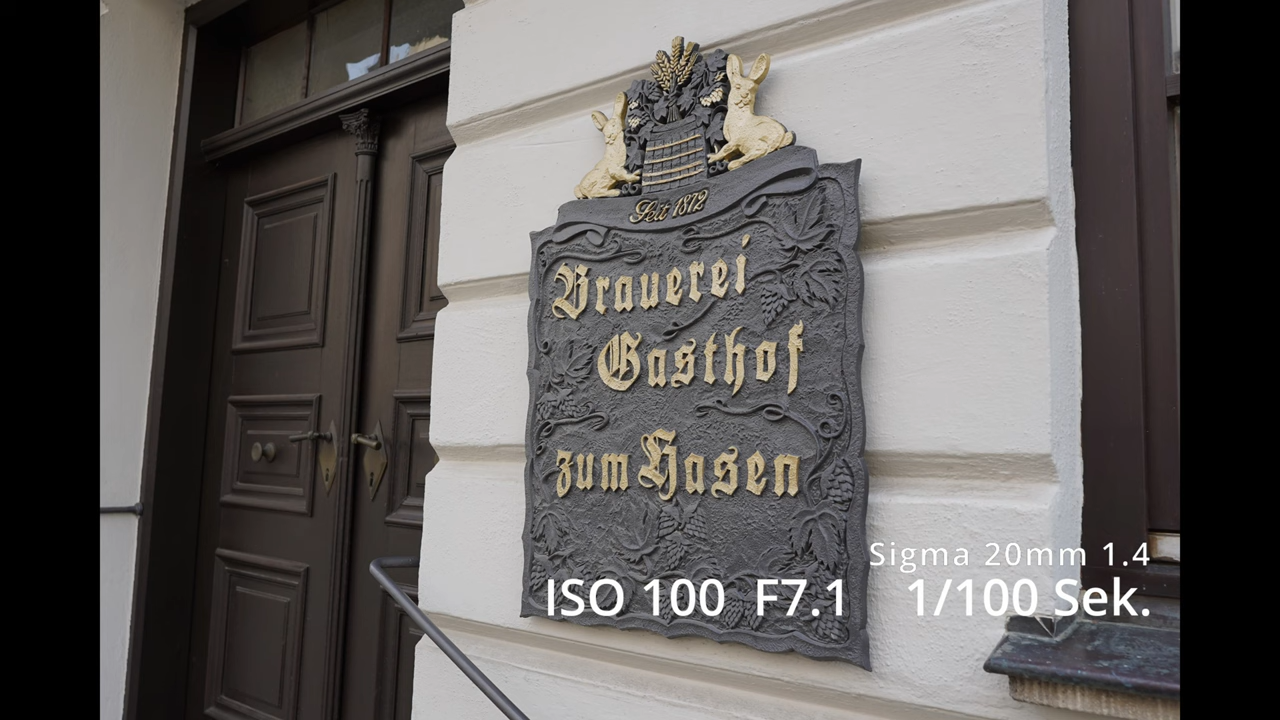 Seit 1872
Brauerei
Gasthof
zum Hasen
Sigma 20mm 1.4
ISO 100 F7.1 1/100 Sek.